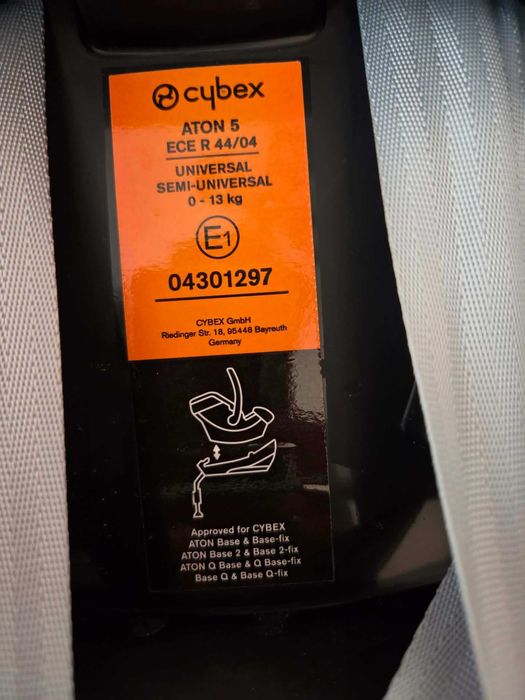 cybex
ATON 5
ECE R 44/04
UNIVERSAL
SEMI-UNIVERSAL
0 - 13 kg
E1
04301297
CYBEX GmbH
Riedinger Str. 18, 95448 Bayreuth
Germany
Approved for CYBEX
ATON Base & Base-fix
ATON Base 2 & Base 2-fix
ATON Q Base & Q Base-fix
Base Q & Base Q-fix